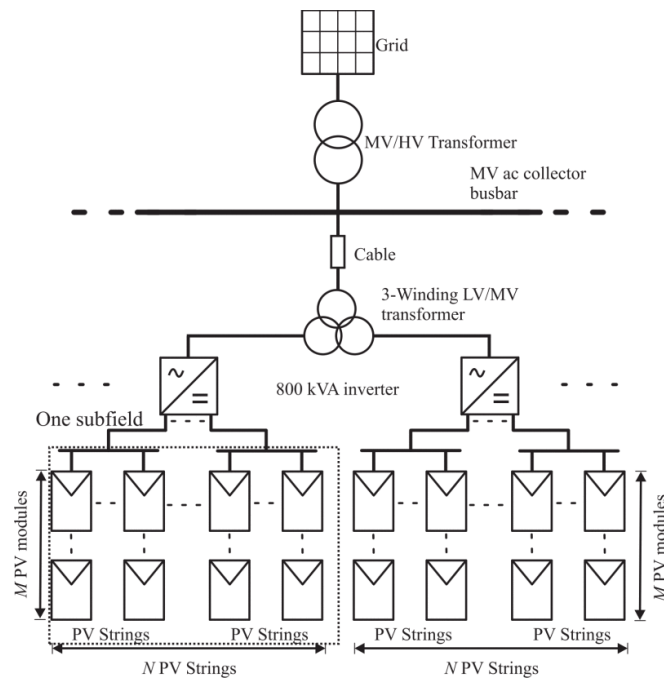 Grid
MV/HV Transformer
MV ac collector
busbar
Cable
3-Winding LV/MV
transformer
800 kVA inverter
One subfield
M PV modules
M PV modules
PV Strings
PV Strings
PV Strings
PV Strings
N PV Strings
N PV Strings